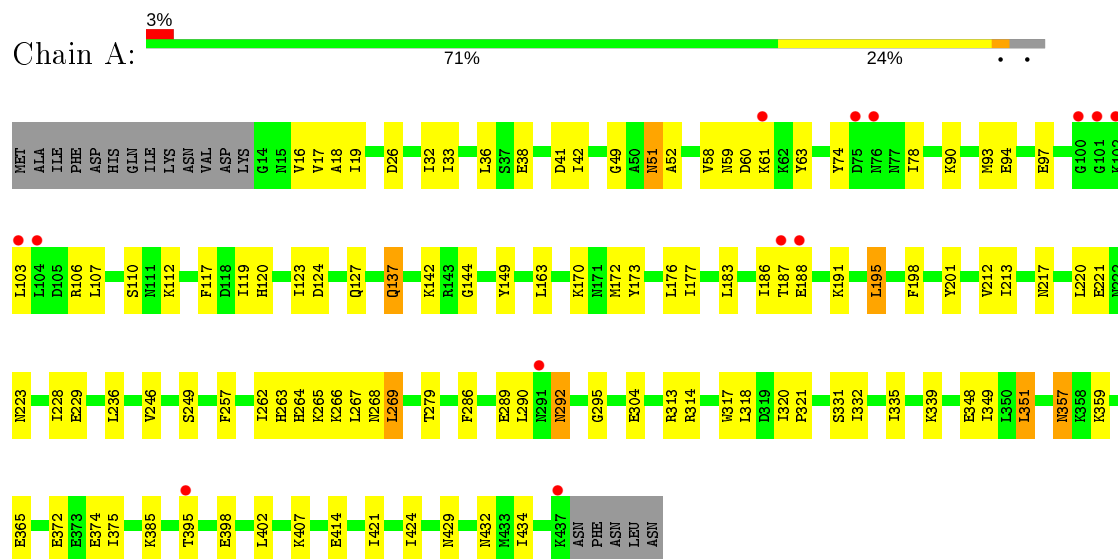 3%
Chain A:
71% 24% • •
MET ALA ILE PHE ASP HIS GLN ILE LYS ASN VAL ASP LYS G14 N15 V16 V17 A18 I19 D26 I32 I33 L36 S37 E38 D41 I42 G49 A50 N51 A52 V58 N59 D60 K61 K62 Y63 Y74 D75 N76 N77 I78 K90 M93 E94 E97 G100 G101 K102
L103 L104 D105 R106 L107 S110 N111 K112 F117 D118 I119 H120 I123 D124 Q127 Q137 K142 R143 G144 Y149 L163 K170 N171 M172 Y173 L176 I177 L183 I186 T187 E188 K191 L195 F198 Y201 V212 I213 N217 L220 E221 N222
N223 I228 E229 L236 V246 S249 F257 I262 H263 H264 K265 K266 L267 N268 L269 T279 F286 E289 L290 N291 N292 G295 E304 R313 R314 W317 L318 D319 I320 P321 S331 I332 I335 K339 E348 I349 L350 L351 N357 K358 K359
E365 E372 E373 E374 I375 K385 T395 E398 L402 K407 E414 I421 I424 N429 N432 M433 I434 K437 ASN PHE ASN LEU ASN